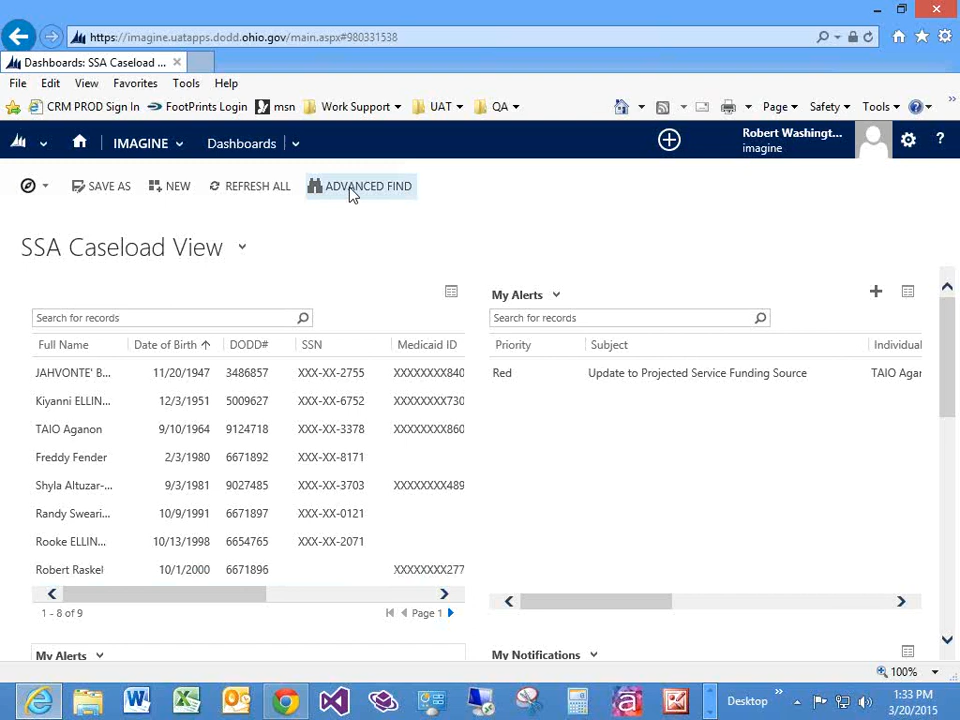 https://imagine.uatapps.dodd.ohio.gov/main.aspx#980331538
Dashboards: SSA Caseload ...
File Edit View Favorites Tools Help
CRM PROD Sign In FootPrints Login msn Work Support UAT QA Page Safety Tools
IMAGINE Dashboards Robert Washingt... ?
imagine
SAVE AS NEW REFRESH ALL ADVANCED FIND
SSA Caseload View
My Alerts
Search for records Search for records
Full Name Date of Birth DODD# SSN Medicaid ID Priority Subject Individual
JAHVONTE' B... 11/20/1947 3486857 XXX-XX-2755 XXXXXXXX840 Red Update to Projected Service Funding Source TAIO Agan
Kiyanni ELLIN... 12/3/1951 5009627 XXX-XX-6752 XXXXXXXX730
TAIO Aganon 9/10/1964 9124718 XXX-XX-3378 XXXXXXXX860
Freddy Fender 2/3/1980 6671892 XXX-XX-8171
Shyla Altuzar-... 9/3/1981 9027485 XXX-XX-3703 XXXXXXXX489
Randy Sweari... 10/9/1991 6671897 XXX-XX-0121
Rooke ELLIN... 10/13/1998 6654765 XXX-XX-2071
Robert Raskel 10/1/2000 6671896 XXXXXXXX277
1 - 8 of 9 Page 1
My Alerts My Notifications
100%
Desktop 1:33 PM
3/20/2015